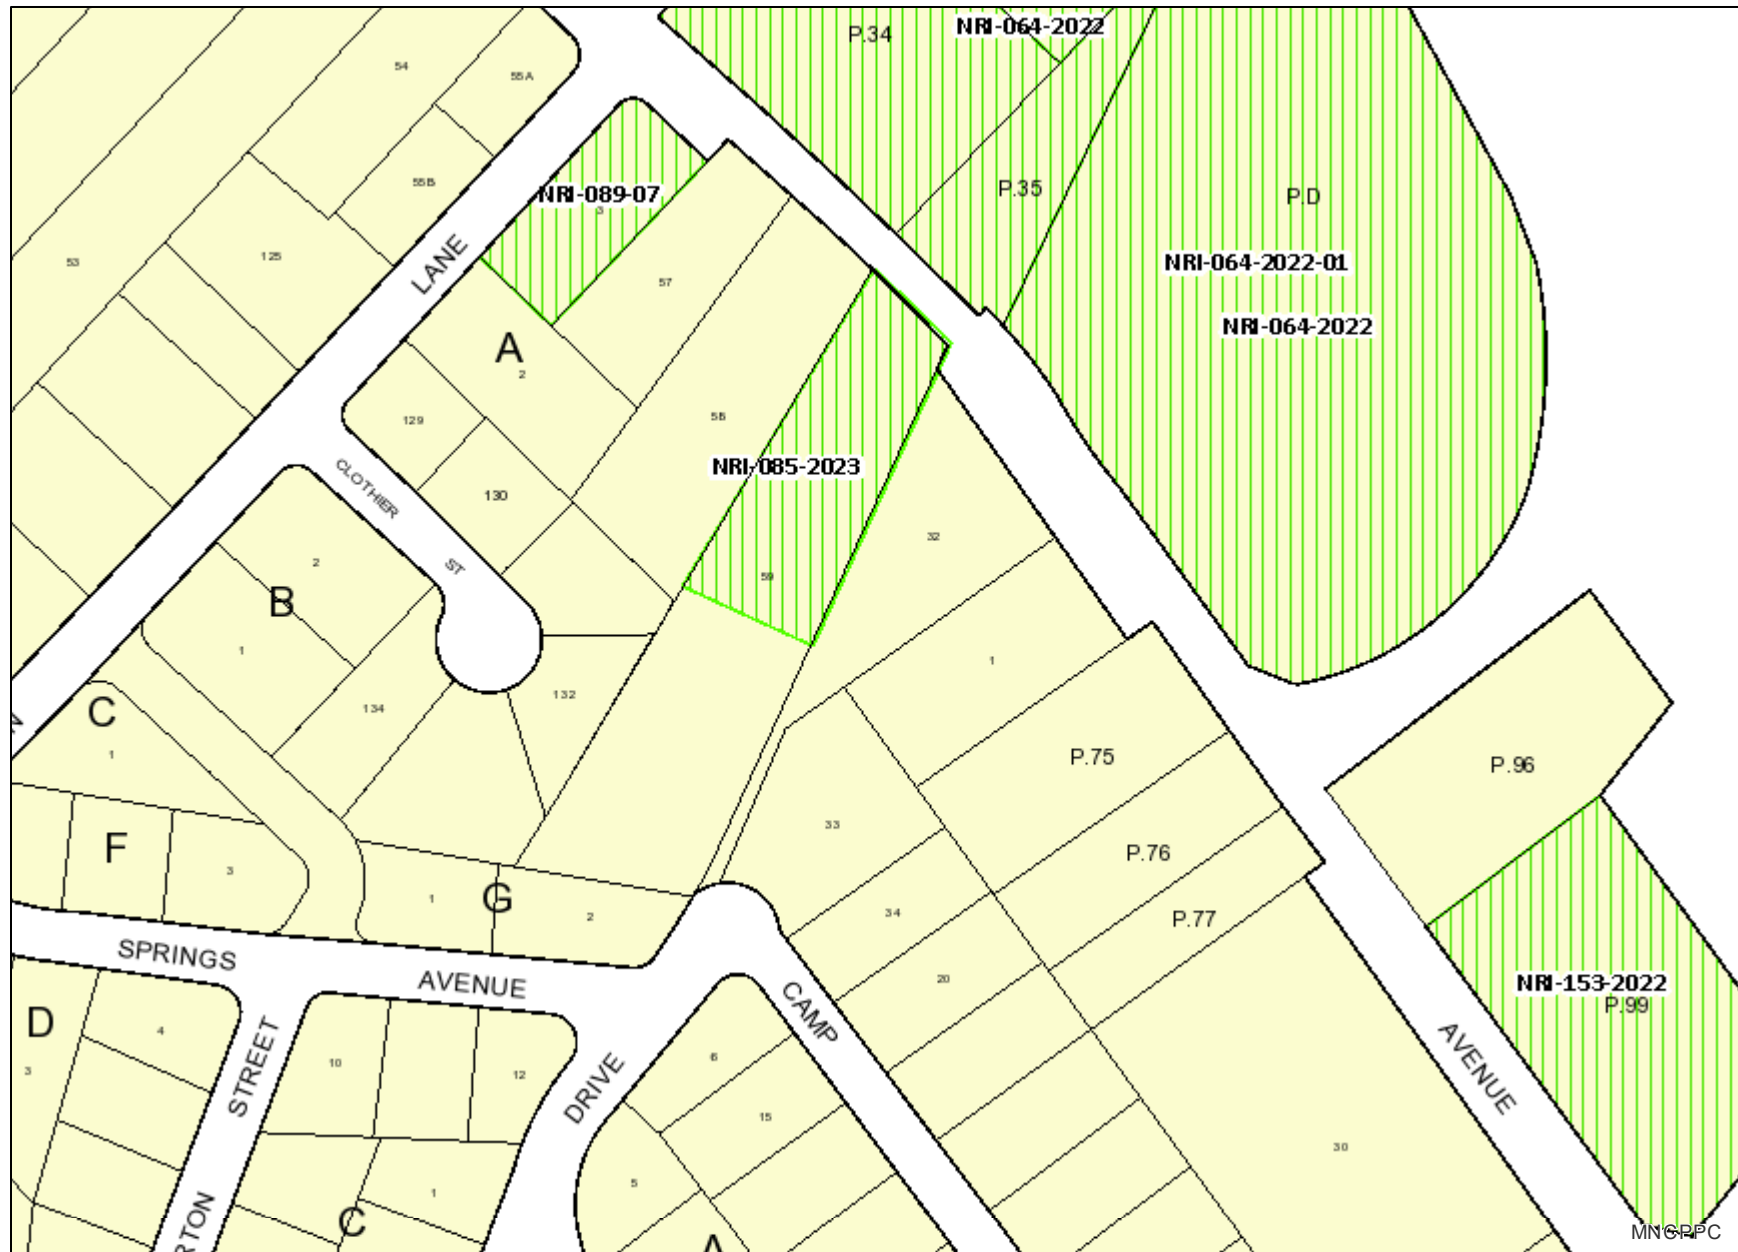 P.34
NRI-064-2022
54
55A
55B
NRI-089-07
3
P.35
P.D
53
125
LANE
57
NRI-064-2022-01
NRI-064-2022
A
2
129
58
NRI-085-2023
130
CLOTHIER
ST
32
59
2
B
1
1
132
134
C
1
P.75
P.96
33
F
3
P.76
1
G
2
34
P.77
SPRINGS
AVENUE
20
CAMP
NRI-153-2022
P.99
D
4
3
STREET
10
12
DRIVE
6
15
AVENUE
30
5
1
C
RTON
A
MNCPPC